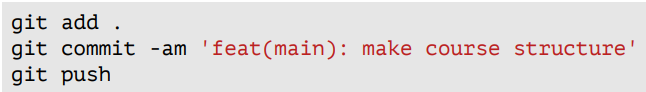 git add .
git commit -am 'feat(main): make course structure'
git push